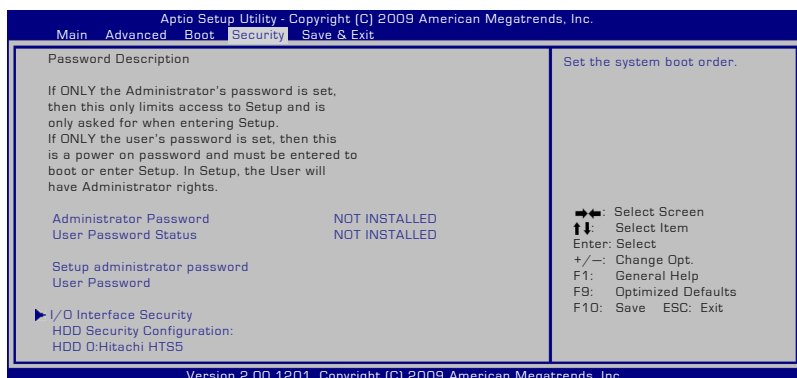 Aptio Setup Utility - Copyright (C) 2009 American Megatrends, Inc.
Main Advanced Boot Security Save & Exit
Password Description
If ONLY the Administrator's password is set,
then this only limits access to Setup and is
only asked for when entering Setup.
If ONLY the user's password is set, then this
is a power on password and must be entered to
boot or enter Setup. In Setup, the User will
have Administrator rights.
Administrator Password NOT INSTALLED
User Password Status NOT INSTALLED
Setup administrator password
User Password
I/O Interface Security
HDD Security Configuration:
HDD 0:Hitachi HTS5
Set the system boot order.
→←: Select Screen
↑↓: Select Item
Enter: Select
+/—: Change Opt.
F1: General Help
F9: Optimized Defaults
F10: Save ESC: Exit
Version 2.00.1201. Copyright (C) 2009 American Megatrends, Inc.